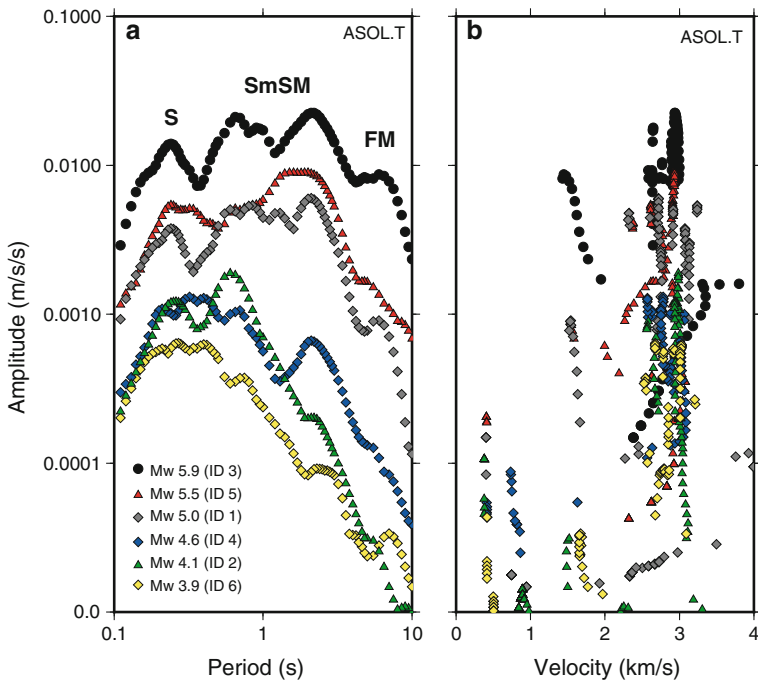 a
ASOL.T
b
ASOL.T
0.1000
0.0100
0.0010
0.0001
0.0
Amplitude (m/s/s)
S
SmSM
FM
Mw 5.9 (ID 3)
Mw 5.5 (ID 5)
Mw 5.0 (ID 1)
Mw 4.6 (ID 4)
Mw 4.1 (ID 2)
Mw 3.9 (ID 6)
0.1
1
10
Period (s)
0
1
2
3
4
Velocity (km/s)